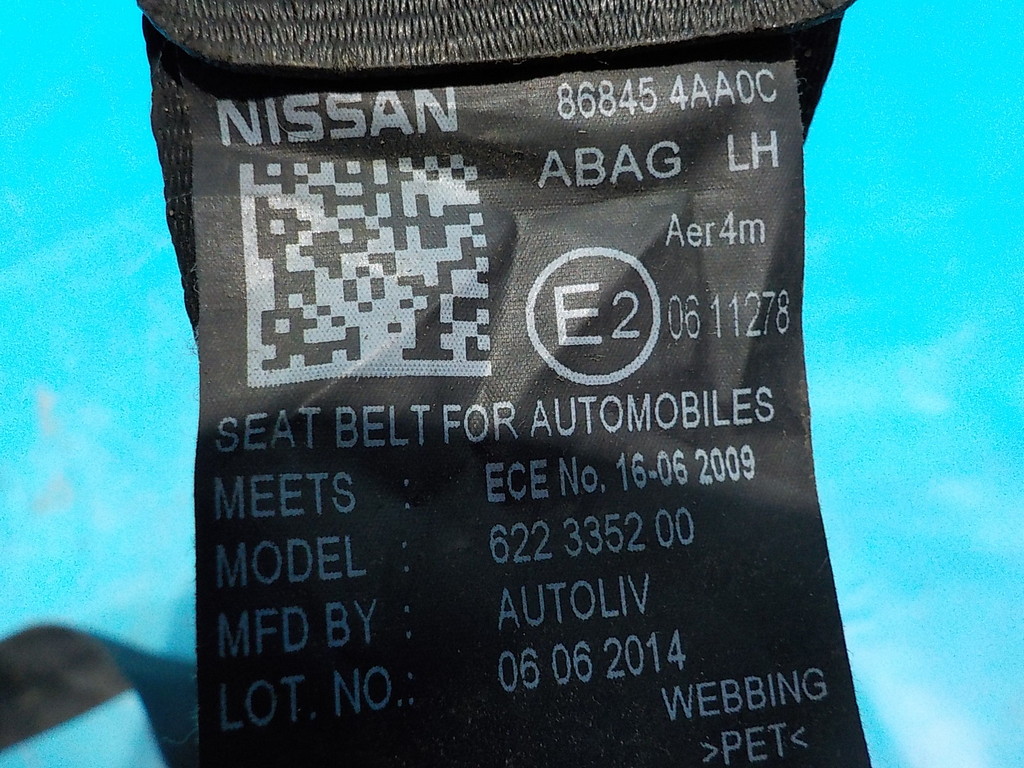 NISSAN 86845 4AA0C
ABAG LH
Aer4m
E2 06 11278
SEAT BELT FOR AUTOMOBILES
MEETS : ECE No. 16-06 2009
MODEL : 622 3352 00
MFD BY : AUTOLIV
LOT. NO.: 06 06 2014
WEBBING
>PET<